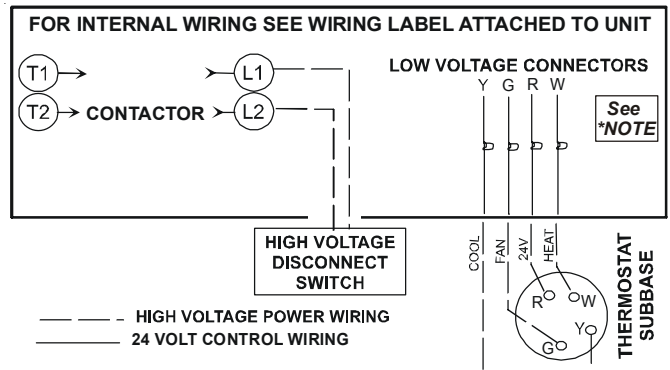 FOR INTERNAL WIRING SEE WIRING LABEL ATTACHED TO UNIT
T1
L1
T2
CONTACTOR
L2
LOW VOLTAGE CONNECTORS
Y G R W
See
*NOTE
HIGH VOLTAGE
DISCONNECT
SWITCH
COOL
FAN
24V
HEAT
R
W
Y
G
THERMOSTAT
SUBBASE
HIGH VOLTAGE POWER WIRING
24 VOLT CONTROL WIRING